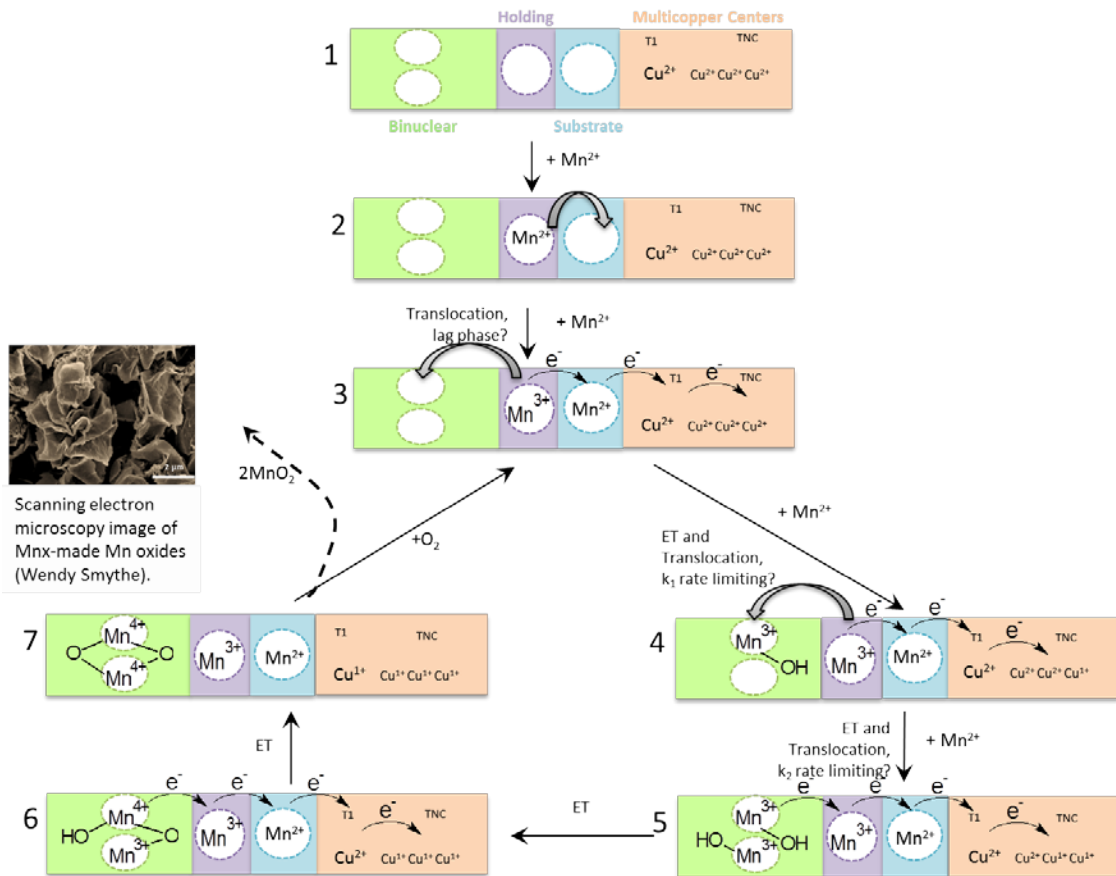 Holding Multicopper Centers
1
T1 TNC
Cu²⁺ Cu²⁺ Cu²⁺ Cu²⁺
Binuclear Substrate
+ Mn²⁺
2
T1 TNC
Mn²⁺
Cu²⁺ Cu²⁺ Cu²⁺ Cu²⁺
Translocation,
lag phase?
+ Mn²⁺
3
e⁻ e⁻ e⁻
T1 TNC
Mn³⁺ Mn²⁺
Cu²⁺ Cu²⁺ Cu²⁺ Cu²⁺
2 μm
Scanning electron
microscopy image of
Mnx-made Mn oxides
(Wendy Smythe).
2MnO₂
+O₂
+ Mn²⁺
ET and
Translocation,
k₁ rate limiting?
7
Mn⁴⁺
O O
Mn⁴⁺
Mn³⁺ Mn²⁺
T1 TNC
Cu¹⁺ Cu¹⁺ Cu¹⁺ Cu¹⁺
4
e⁻ e⁻ e⁻
Mn³⁺
OH
Mn³⁺ Mn²⁺
T1 TNC
Cu²⁺ Cu²⁺ Cu²⁺ Cu¹⁺
ET
ET and
Translocation,
k₂ rate limiting?
+ Mn²⁺
6
e⁻ e⁻ e⁻ e⁻
Mn⁴⁺
HO O
Mn³⁺
Mn³⁺ Mn²⁺
T1 TNC
Cu²⁺ Cu¹⁺ Cu¹⁺ Cu¹⁺
ET
5
e⁻ e⁻ e⁻ e⁻
Mn³⁺
HO OH
Mn³⁺
Mn³⁺ Mn²⁺
T1 TNC
Cu²⁺ Cu²⁺ Cu¹⁺ Cu¹⁺